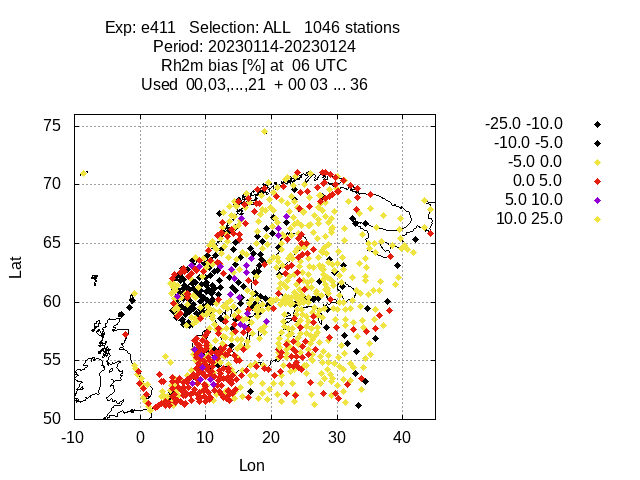 Exp: e411 Selection: ALL 1046 stations
Period: 20230114-20230124
Rh2m bias [%] at 06 UTC
Used 00,03,...,21 + 00 03 ... 36
-25.0 -10.0
-10.0 -5.0
-5.0 0.0
0.0 5.0
5.0 10.0
10.0 25.0
75
70
65
60
55
50
Lat
-10 0 10 20 30 40
Lon